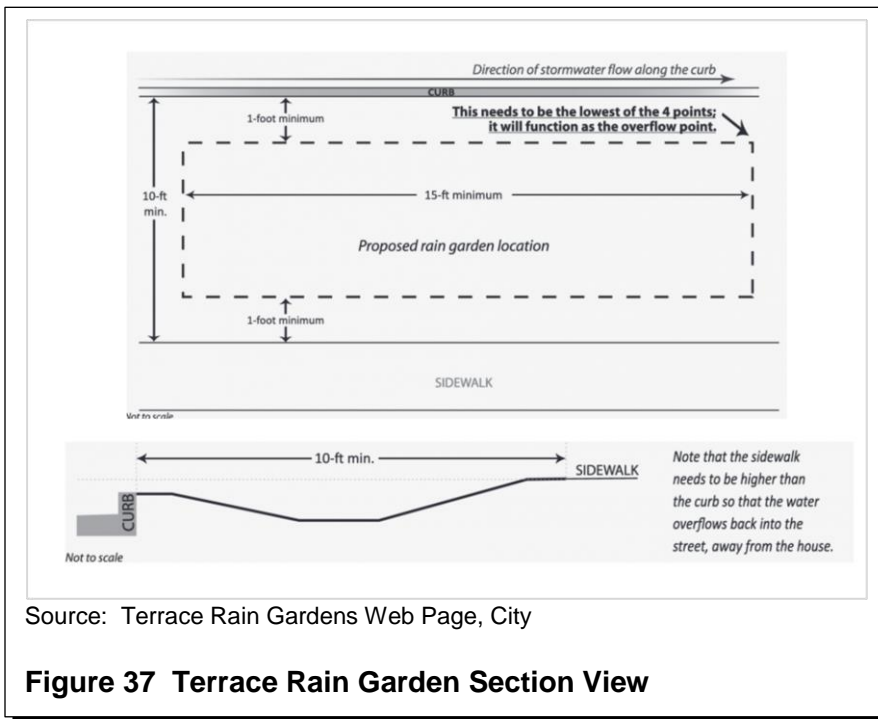 Direction of stormwater flow along the curb
CURB
1-foot minimum
This needs to be the lowest of the 4 points;
it will function as the overflow point.
10-ft
min.
15-ft minimum
Proposed rain garden location
1-foot minimum
SIDEWALK
Not to scale
10-ft min.
SIDEWALK
CURB
Not to scale
Note that the sidewalk
needs to be higher than
the curb so that the water
overflows back into the
street, away from the house.
Source: Terrace Rain Gardens Web Page, City
Figure 37 Terrace Rain Garden Section View